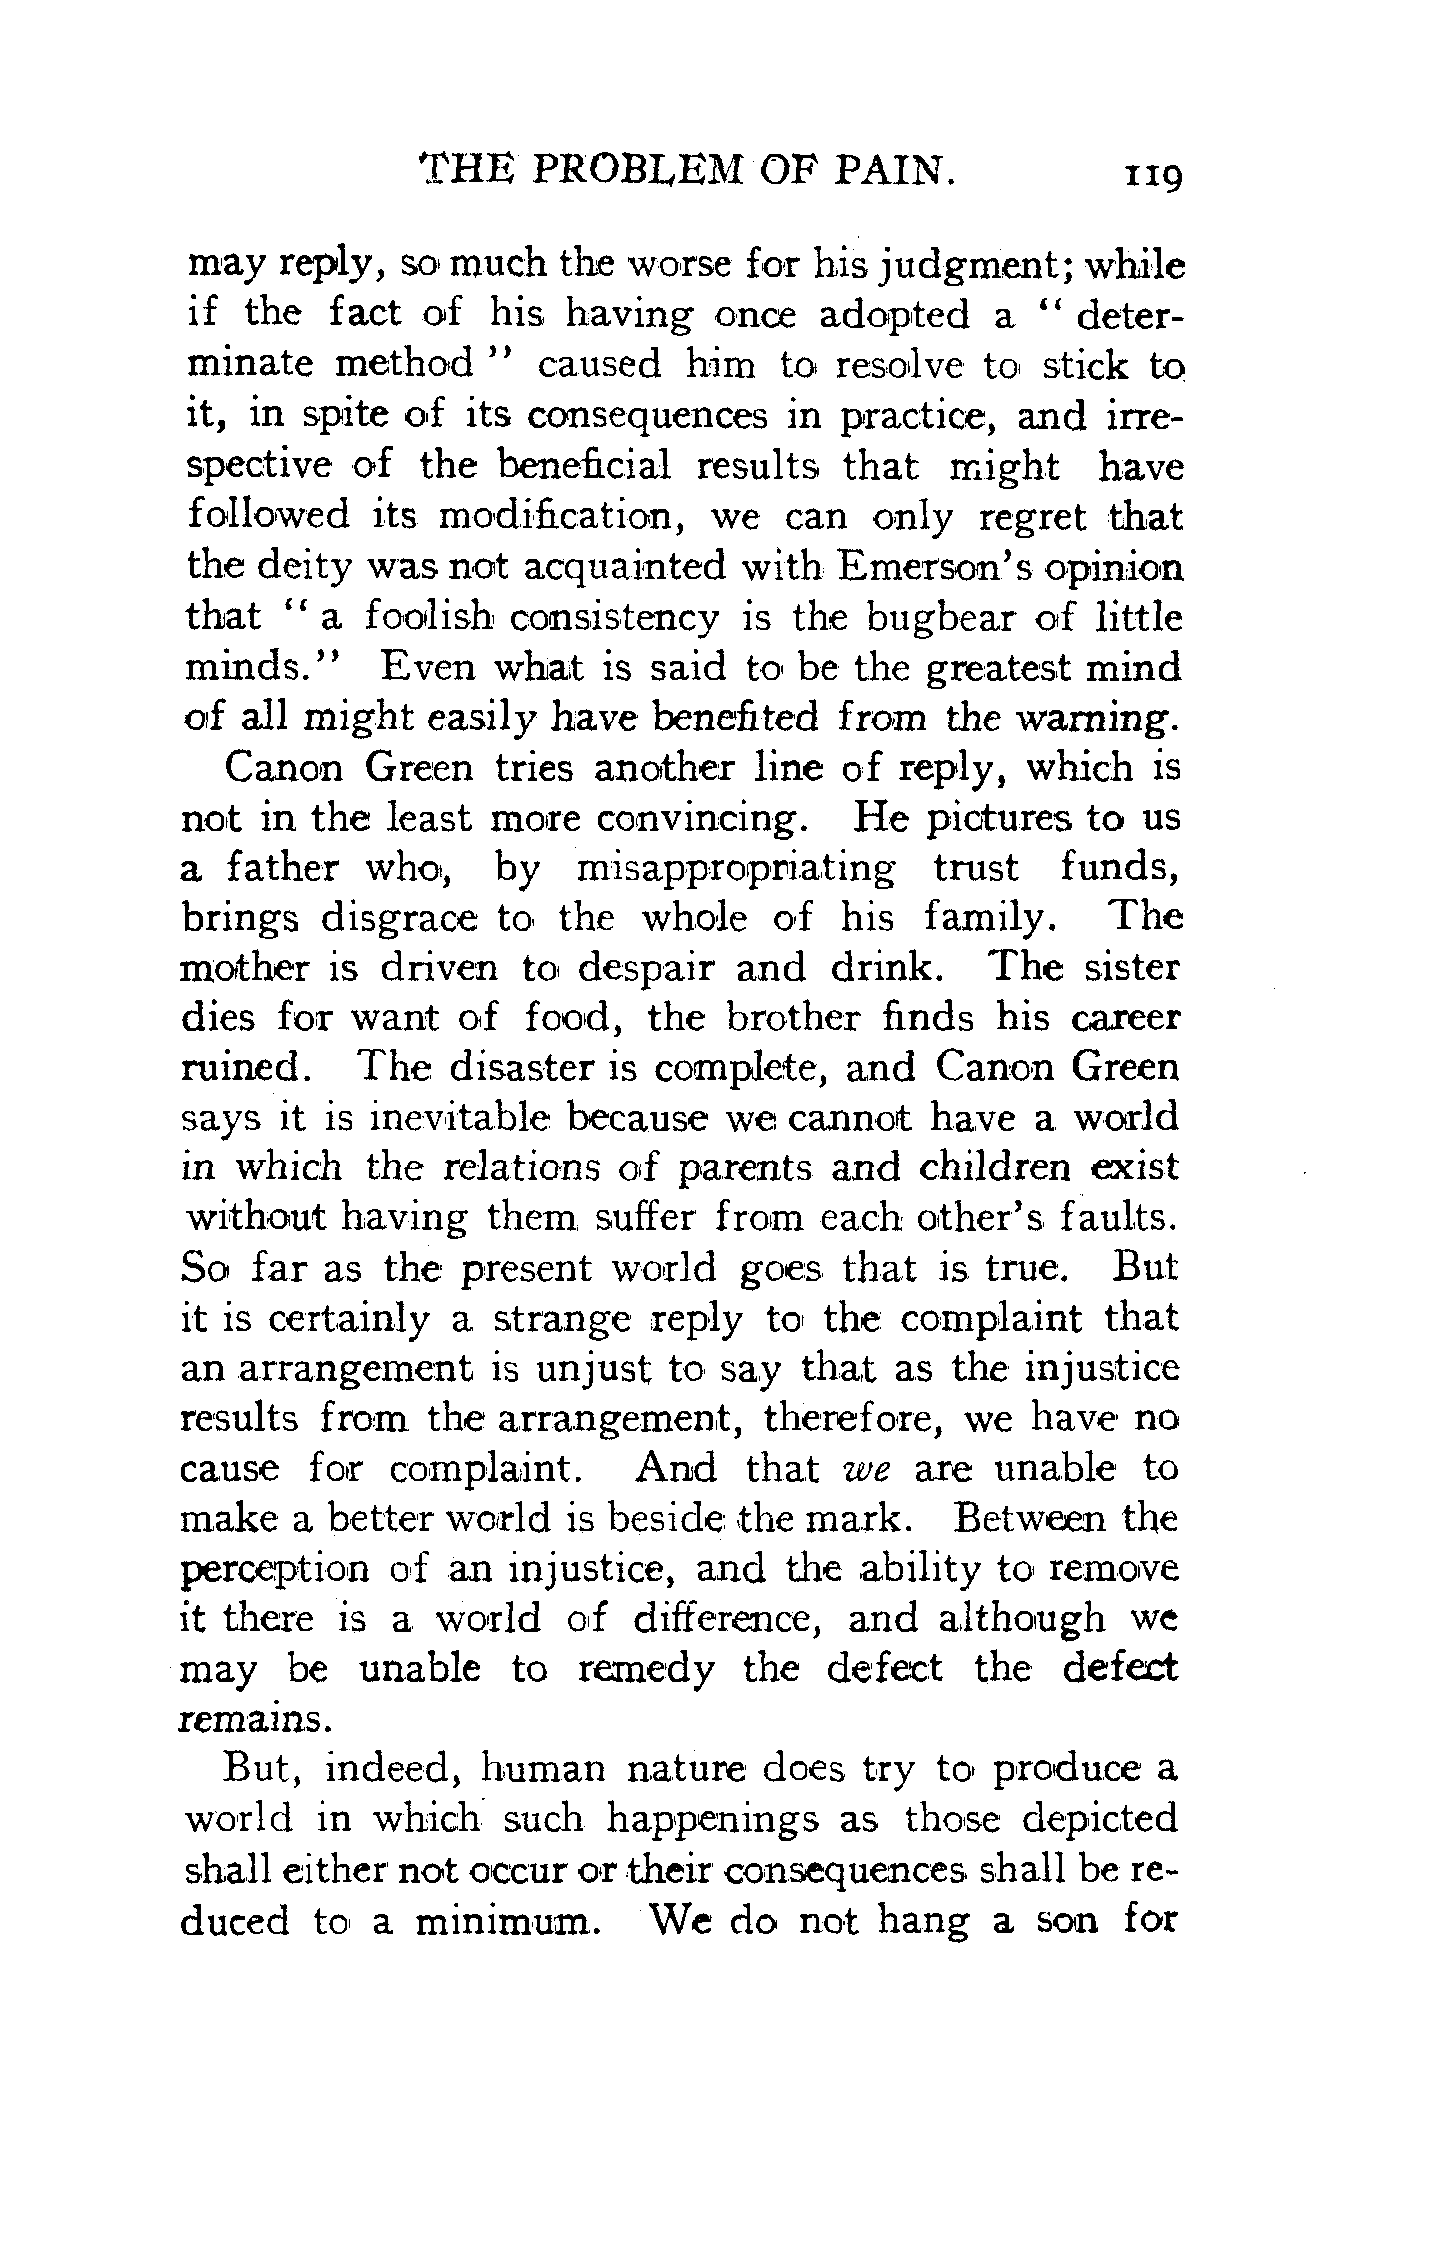 THE PROBLEM OF PAIN. 119
may reply, so much the worse for his judgment; while
if the fact of his having once adopted a " deter-
minate method " caused him to resolve to stick to
it, in spite of its consequences in practice, and irre-
spective of the beneficial results that might have
followed its modification, we can only regret that
the deity was not acquainted with Emerson's opinion
that " a foolish consistency is the bugbear of little
minds." Even what is said to be the greatest mind
of all might easily have benefited from the warning.
Canon Green tries another line of reply, which is
not in the least more convincing. He pictures to us
a father who, by misappropriating trust funds,
brings disgrace to the whole of his family. The
mother is driven to despair and drink. The sister
dies for want of food, the brother finds his career
ruined. The disaster is complete, and Canon Green
says it is inevitable because we cannot have a world
in which the relations of parents and children exist
without having them suffer from each other's faults.
So far as the present world goes that is true. But
it is certainly a strange reply to the complaint that
an arrangement is unjust to say that as the injustice
results from the arrangement, therefore, we have no
cause for complaint. And that we are unable to
make a better world is beside the mark. Between the
perception of an injustice, and the ability to remove
it there is a world of difference, and although we
may be unable to remedy the defect the defect
remains.
But, indeed, human nature does try to produce a
world in which such happenings as those depicted
shall either not occur or their consequences shall be re-
duced to a minimum. We do not hang a son for